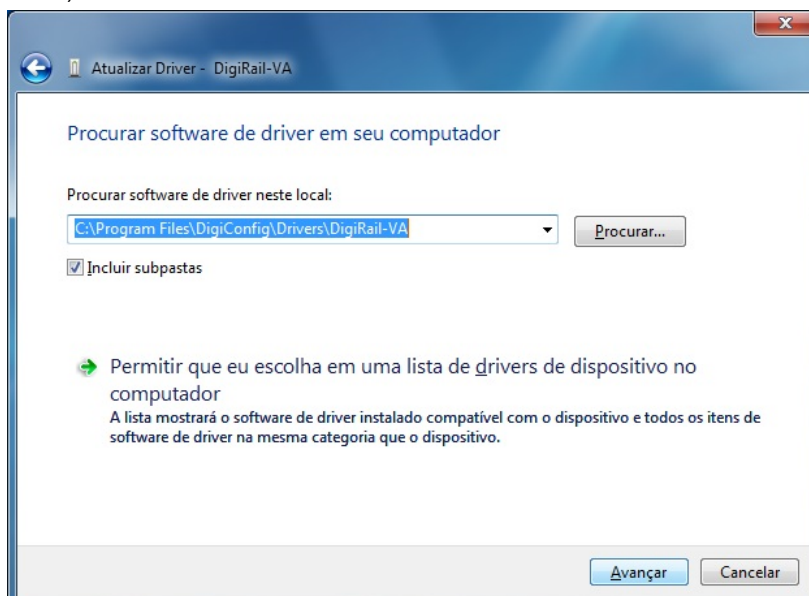 Atualizar Driver - DigiRail-VA
Procurar software de driver em seu computador
Procurar software de driver neste local:
C:\Program Files\DigiConfig\Drivers\DigiRail-VA
Procurar...
Incluir subpastas
Permitir que eu escolha em uma lista de drivers de dispositivo no
computador
A lista mostrará o software de driver instalado compatível com o dispositivo e todos os itens de
software de driver na mesma categoria que o dispositivo.
Avançar
Cancelar